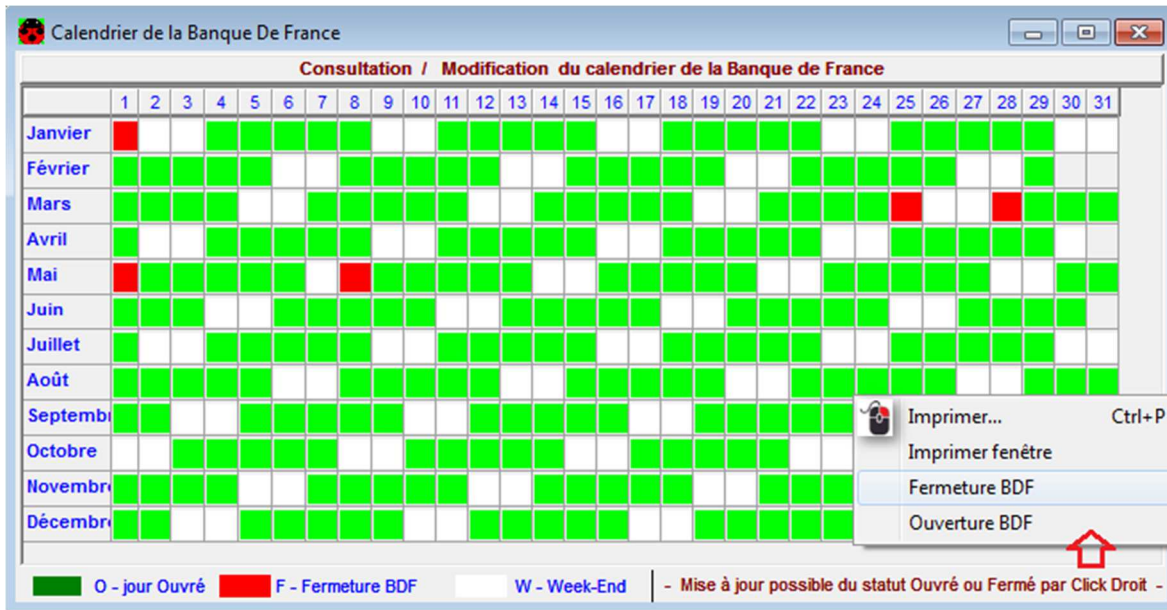 Calendrier de la Banque De France
Consultation / Modification du calendrier de la Banque de France
1 2 3 4 5 6 7 8 9 10 11 12 13 14 15 16 17 18 19 20 21 22 23 24 25 26 27 28 29 30 31
Janvier
Février
Mars
Avril
Mai
Juin
Juillet
Août
Septemb
Octobre
Novembr
Décembr
Imprimer... Ctrl+P
Imprimer fenêtre
Fermeture BDF
Ouverture BDF
O - jour Ouvré F - Fermeture BDF W - Week-End - Mise à jour possible du statut Ouvré ou Fermé par Click Droit -